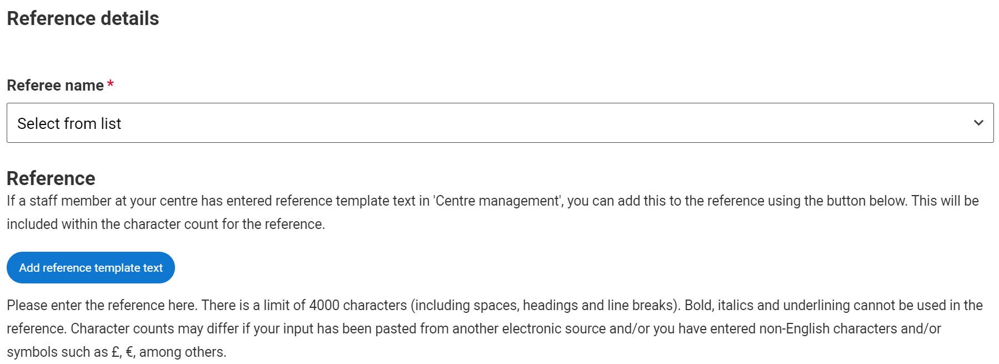 Reference details
Referee name *
Select from list
Reference
If a staff member at your centre has entered reference template text in 'Centre management', you can add this to the reference using the button below. This will be
included within the character count for the reference.
Add reference template text
Please enter the reference here. There is a limit of 4000 characters (including spaces, headings and line breaks). Bold, italics and underlining cannot be used in the
reference. Character counts may differ if your input has been pasted from another electronic source and/or you have entered non-English characters and/or
symbols such as £, €, among others.